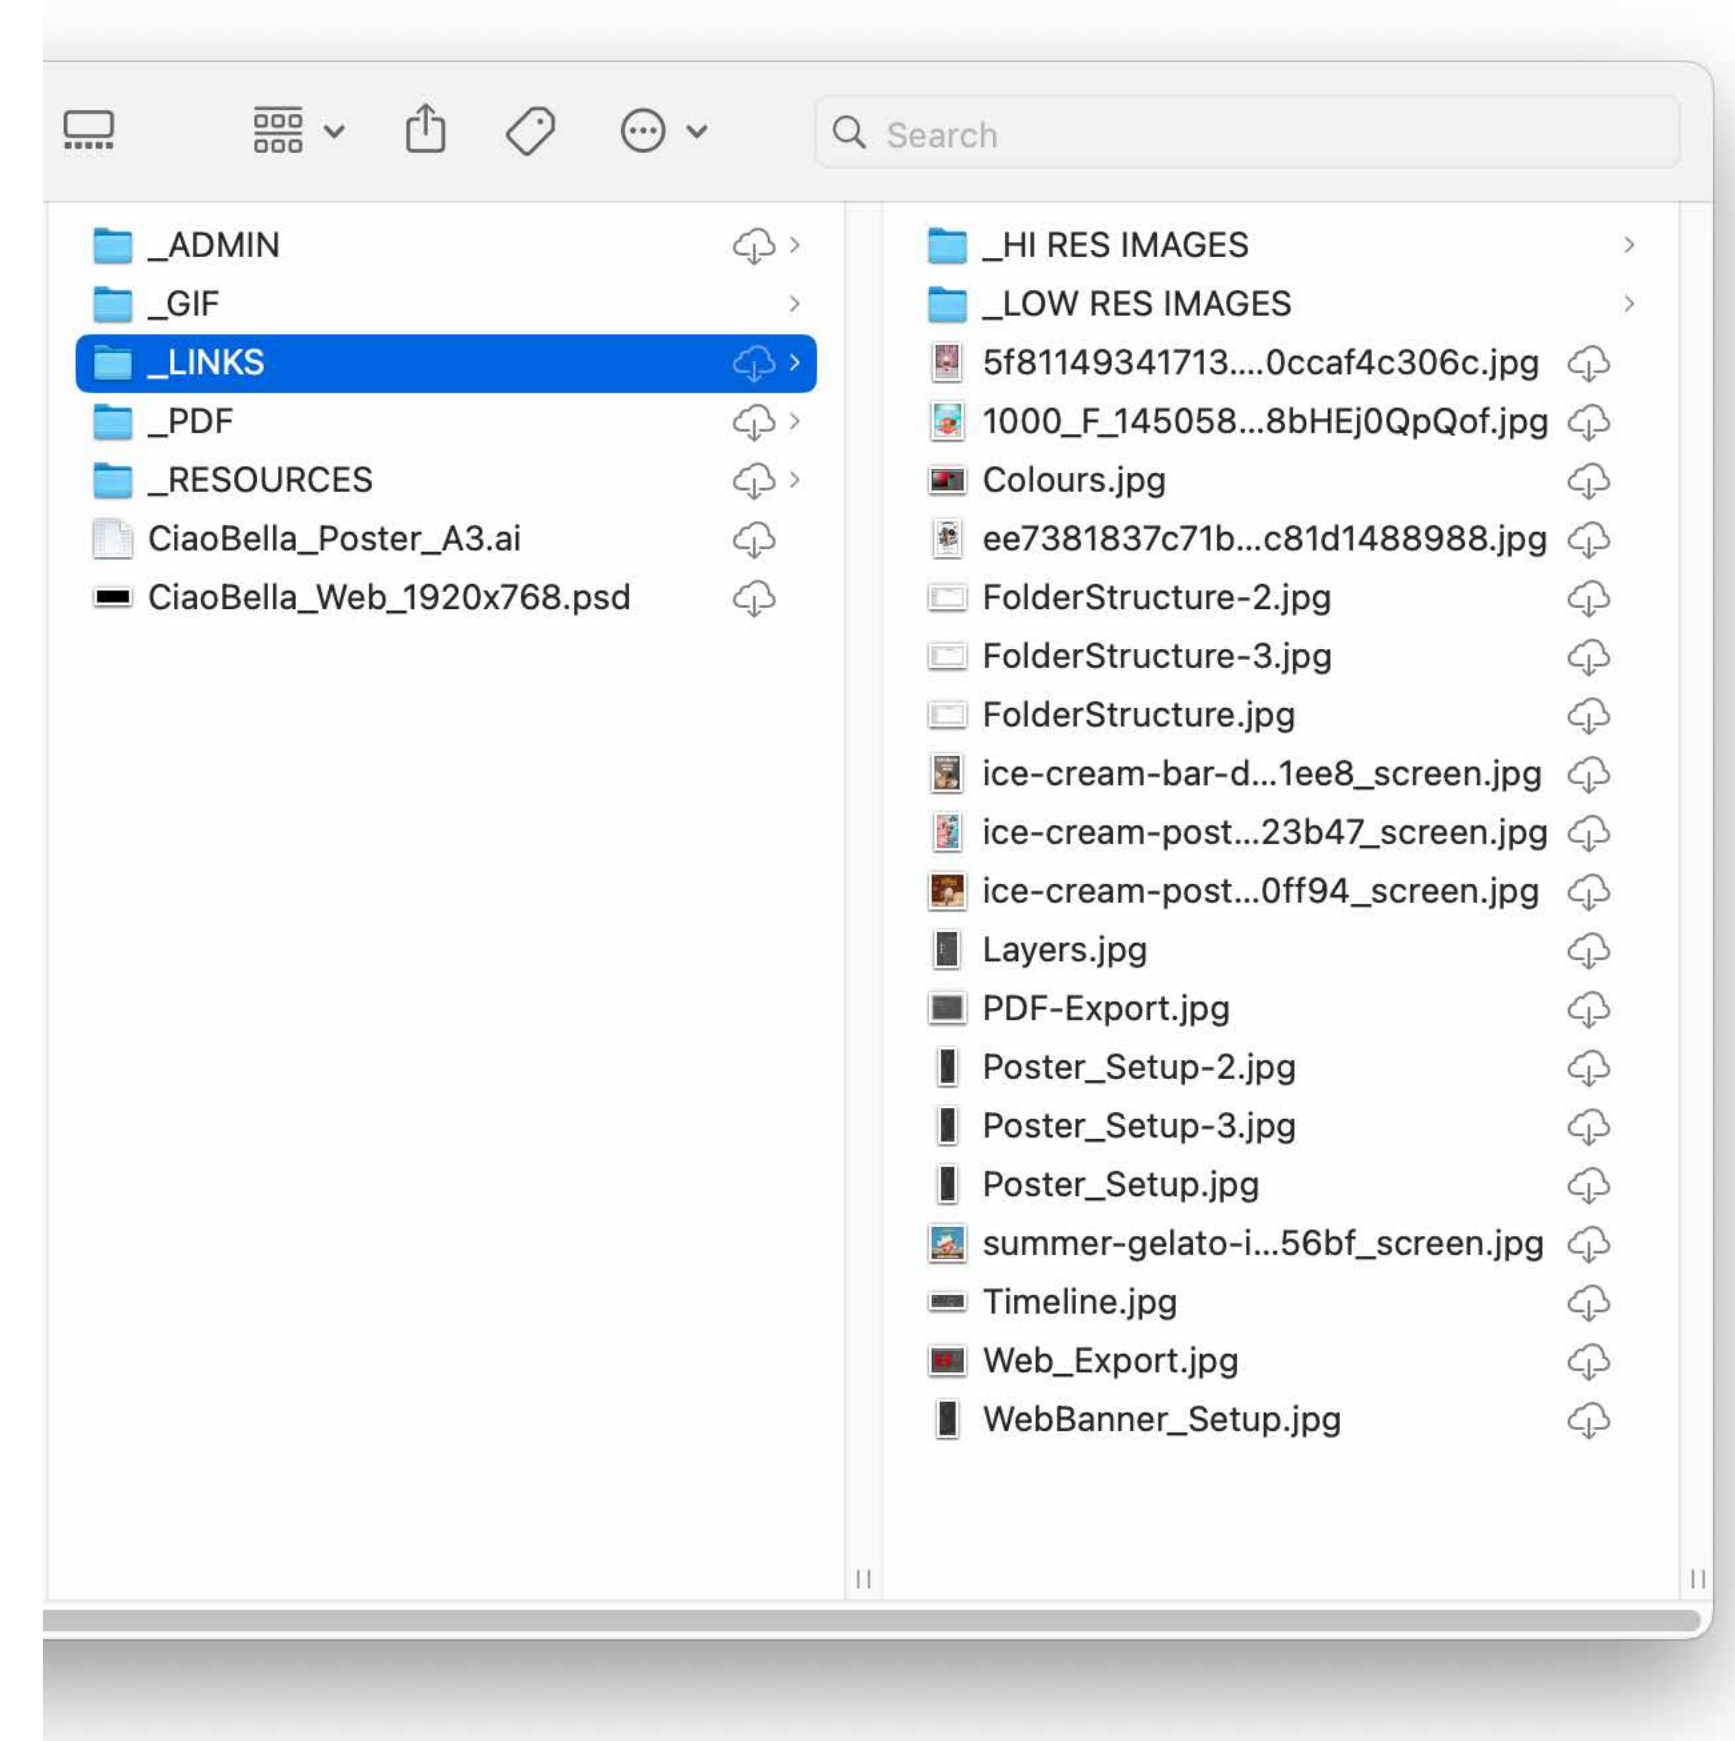 Search
_ADMIN
_GIF
_LINKS
_PDF
_RESOURCES
CiaoBella_Poster_A3.ai
CiaoBella_Web_1920x768.psd
_HI RES IMAGES
_LOW RES IMAGES
5f81149341713....0ccaf4c306c.jpg
1000_F_145058...8bHEj0QpQof.jpg
Colours.jpg
ee7381837c71b...c81d1488988.jpg
FolderStructure-2.jpg
FolderStructure-3.jpg
FolderStructure.jpg
ice-cream-bar-d...1ee8_screen.jpg
ice-cream-post...23b47_screen.jpg
ice-cream-post...0ff94_screen.jpg
Layers.jpg
PDF-Export.jpg
Poster_Setup-2.jpg
Poster_Setup-3.jpg
Poster_Setup.jpg
summer-gelato-i...56bf_screen.jpg
Timeline.jpg
Web_Export.jpg
WebBanner_Setup.jpg